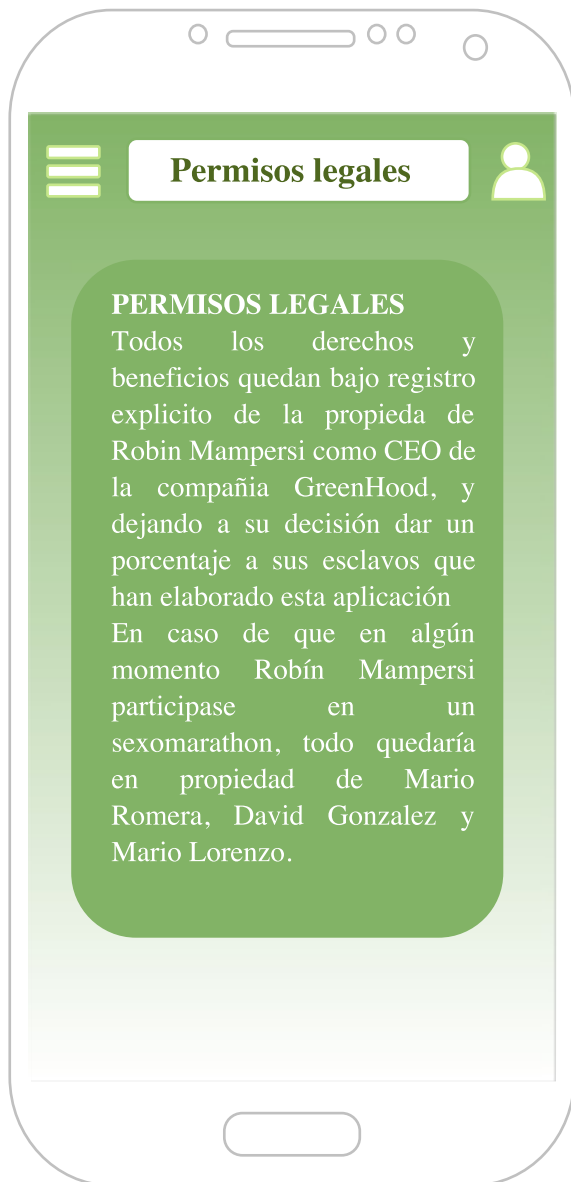 Permisos legales
PERMISOS LEGALES
Todos los derechos y
beneficios quedan bajo registro
explicito de la propieda de
Robin Mampersi como CEO de
la compañia GreenHood, y
dejando a su decisión dar un
porcentaje a sus esclavos que
han elaborado esta aplicación
En caso de que en algún
momento Robín Mampersi
participase en un
sexomarathon, todo quedaría
en propiedad de Mario
Romera, David Gonzalez y
Mario Lorenzo.